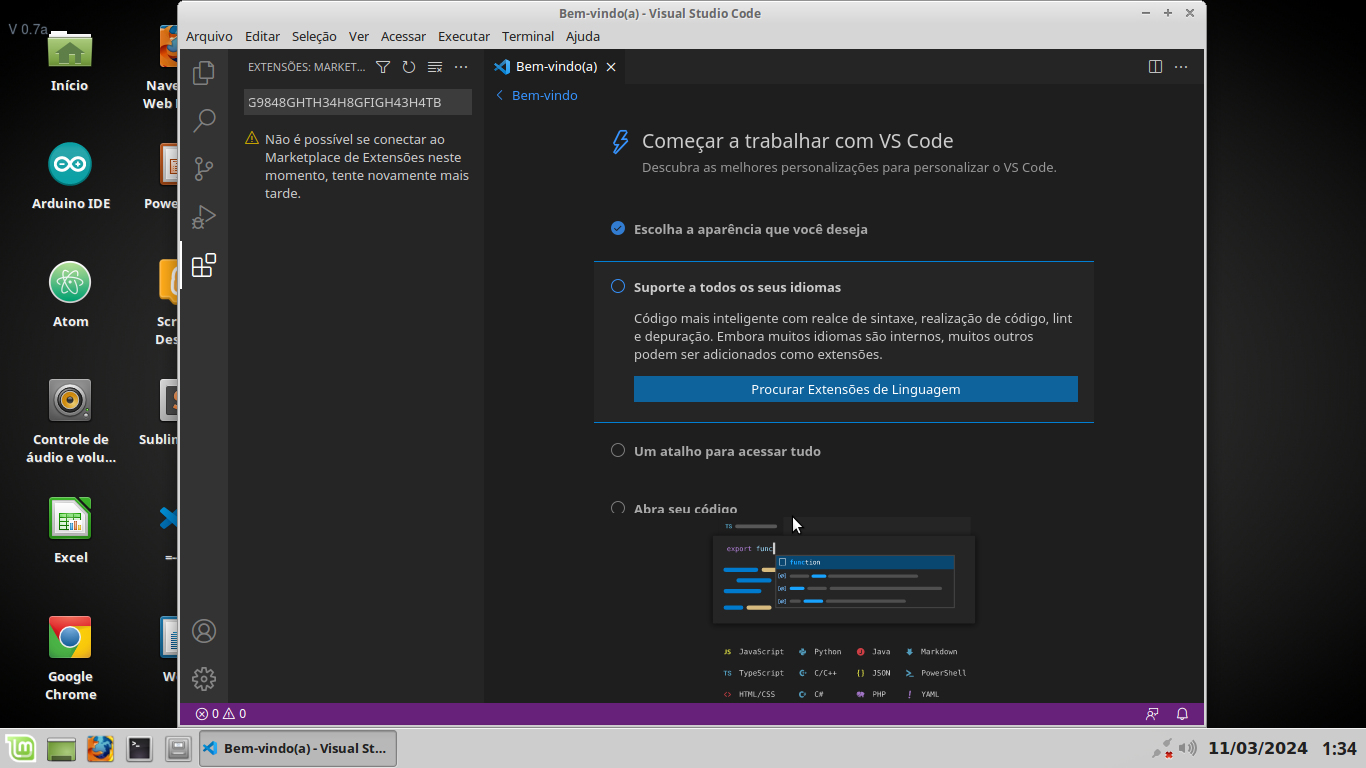 V 0.7a
Início
Arduino IDE
Atom
Controle de
áudio e volu...
Excel
Google
Chrome
Bem-vindo(a) - Visual Studio Code
Arquivo Editar Seleção Ver Acessar Executar Terminal Ajuda
EXTENSÕES: MARKET...
G9848GHTH34H8GFIGH43H4TB
Não é possível se conectar ao
Marketplace de Extensões neste
momento, tente novamente mais
tarde.
Bem-vindo(a)
Bem-vindo
Começar a trabalhar com VS Code
Descubra as melhores personalizações para personalizar o VS Code.
Escolha a aparência que você deseja
Suporte a todos os seus idiomas
Código mais inteligente com realce de sintaxe, realização de código, lint
e depuração. Embora muitos idiomas são internos, muitos outros
podem ser adicionados como extensões.
Procurar Extensões de Linguagem
Um atalho para acessar tudo
Abra seu código
TS
export func
function
JS JavaScript Python Java Markdown
TS TypeScript C/C++ JSON PowerShell
HTML/CSS C# PHP YAML
0 0
Bem-vindo(a) - Visual St...
11/03/2024 1:34